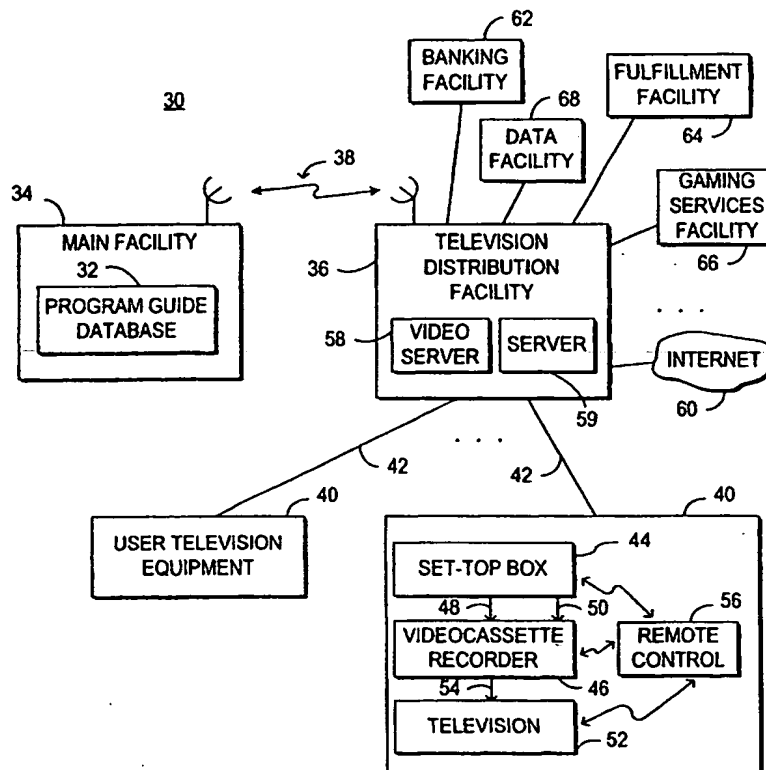 62
BANKING
FACILITY
FULFILLMENT
FACILITY
64
30
68
DATA
FACILITY
38
GAMING
SERVICES
FACILITY
66
34
MAIN FACILITY
32
PROGRAM GUIDE
DATABASE
36
TELEVISION
DISTRIBUTION
FACILITY
58
VIDEO
SERVER
SERVER
59
. . .
INTERNET
60
. . .
42
42
40
USER TELEVISION
EQUIPMENT
40
44
SET-TOP BOX
48
50
56
VIDEOCASSETTE
RECORDER
REMOTE
CONTROL
54
46
TELEVISION
52